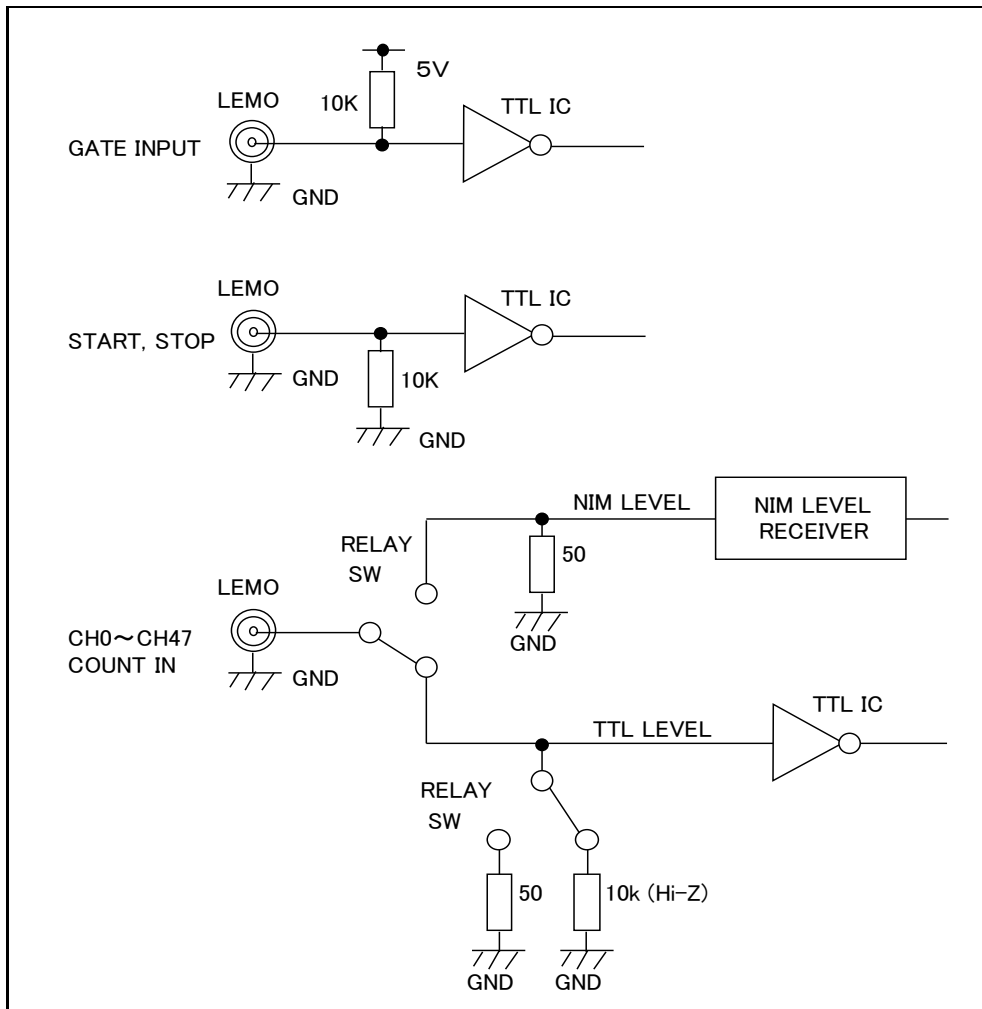 5V
10K
LEMO
TTL IC
GATE INPUT
GND
LEMO
TTL IC
START, STOP
GND
10K
GND
NIM LEVEL
NIM LEVEL
RECEIVER
RELAY
SW
50
LEMO
GND
CH0～CH47
COUNT IN
GND
TTL IC
TTL LEVEL
RELAY
SW
50
10k (Hi-Z)
GND
GND